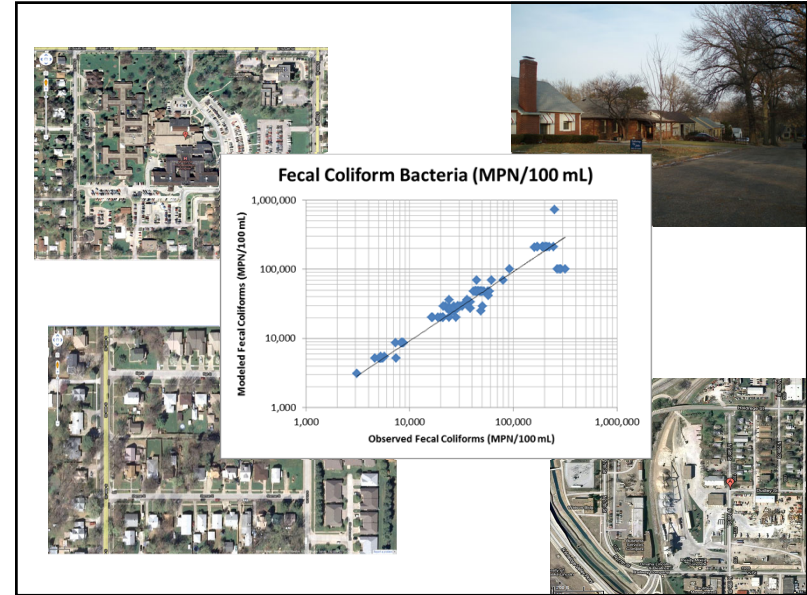 Fecal Coliform Bacteria (MPN/100 mL)
Modeled Fecal Coliforms (MPN/100 mL)
1,000,000
100,000
10,000
1,000
1,000
10,000
100,000
1,000,000
Observed Fecal Coliforms (MPN/100 mL)